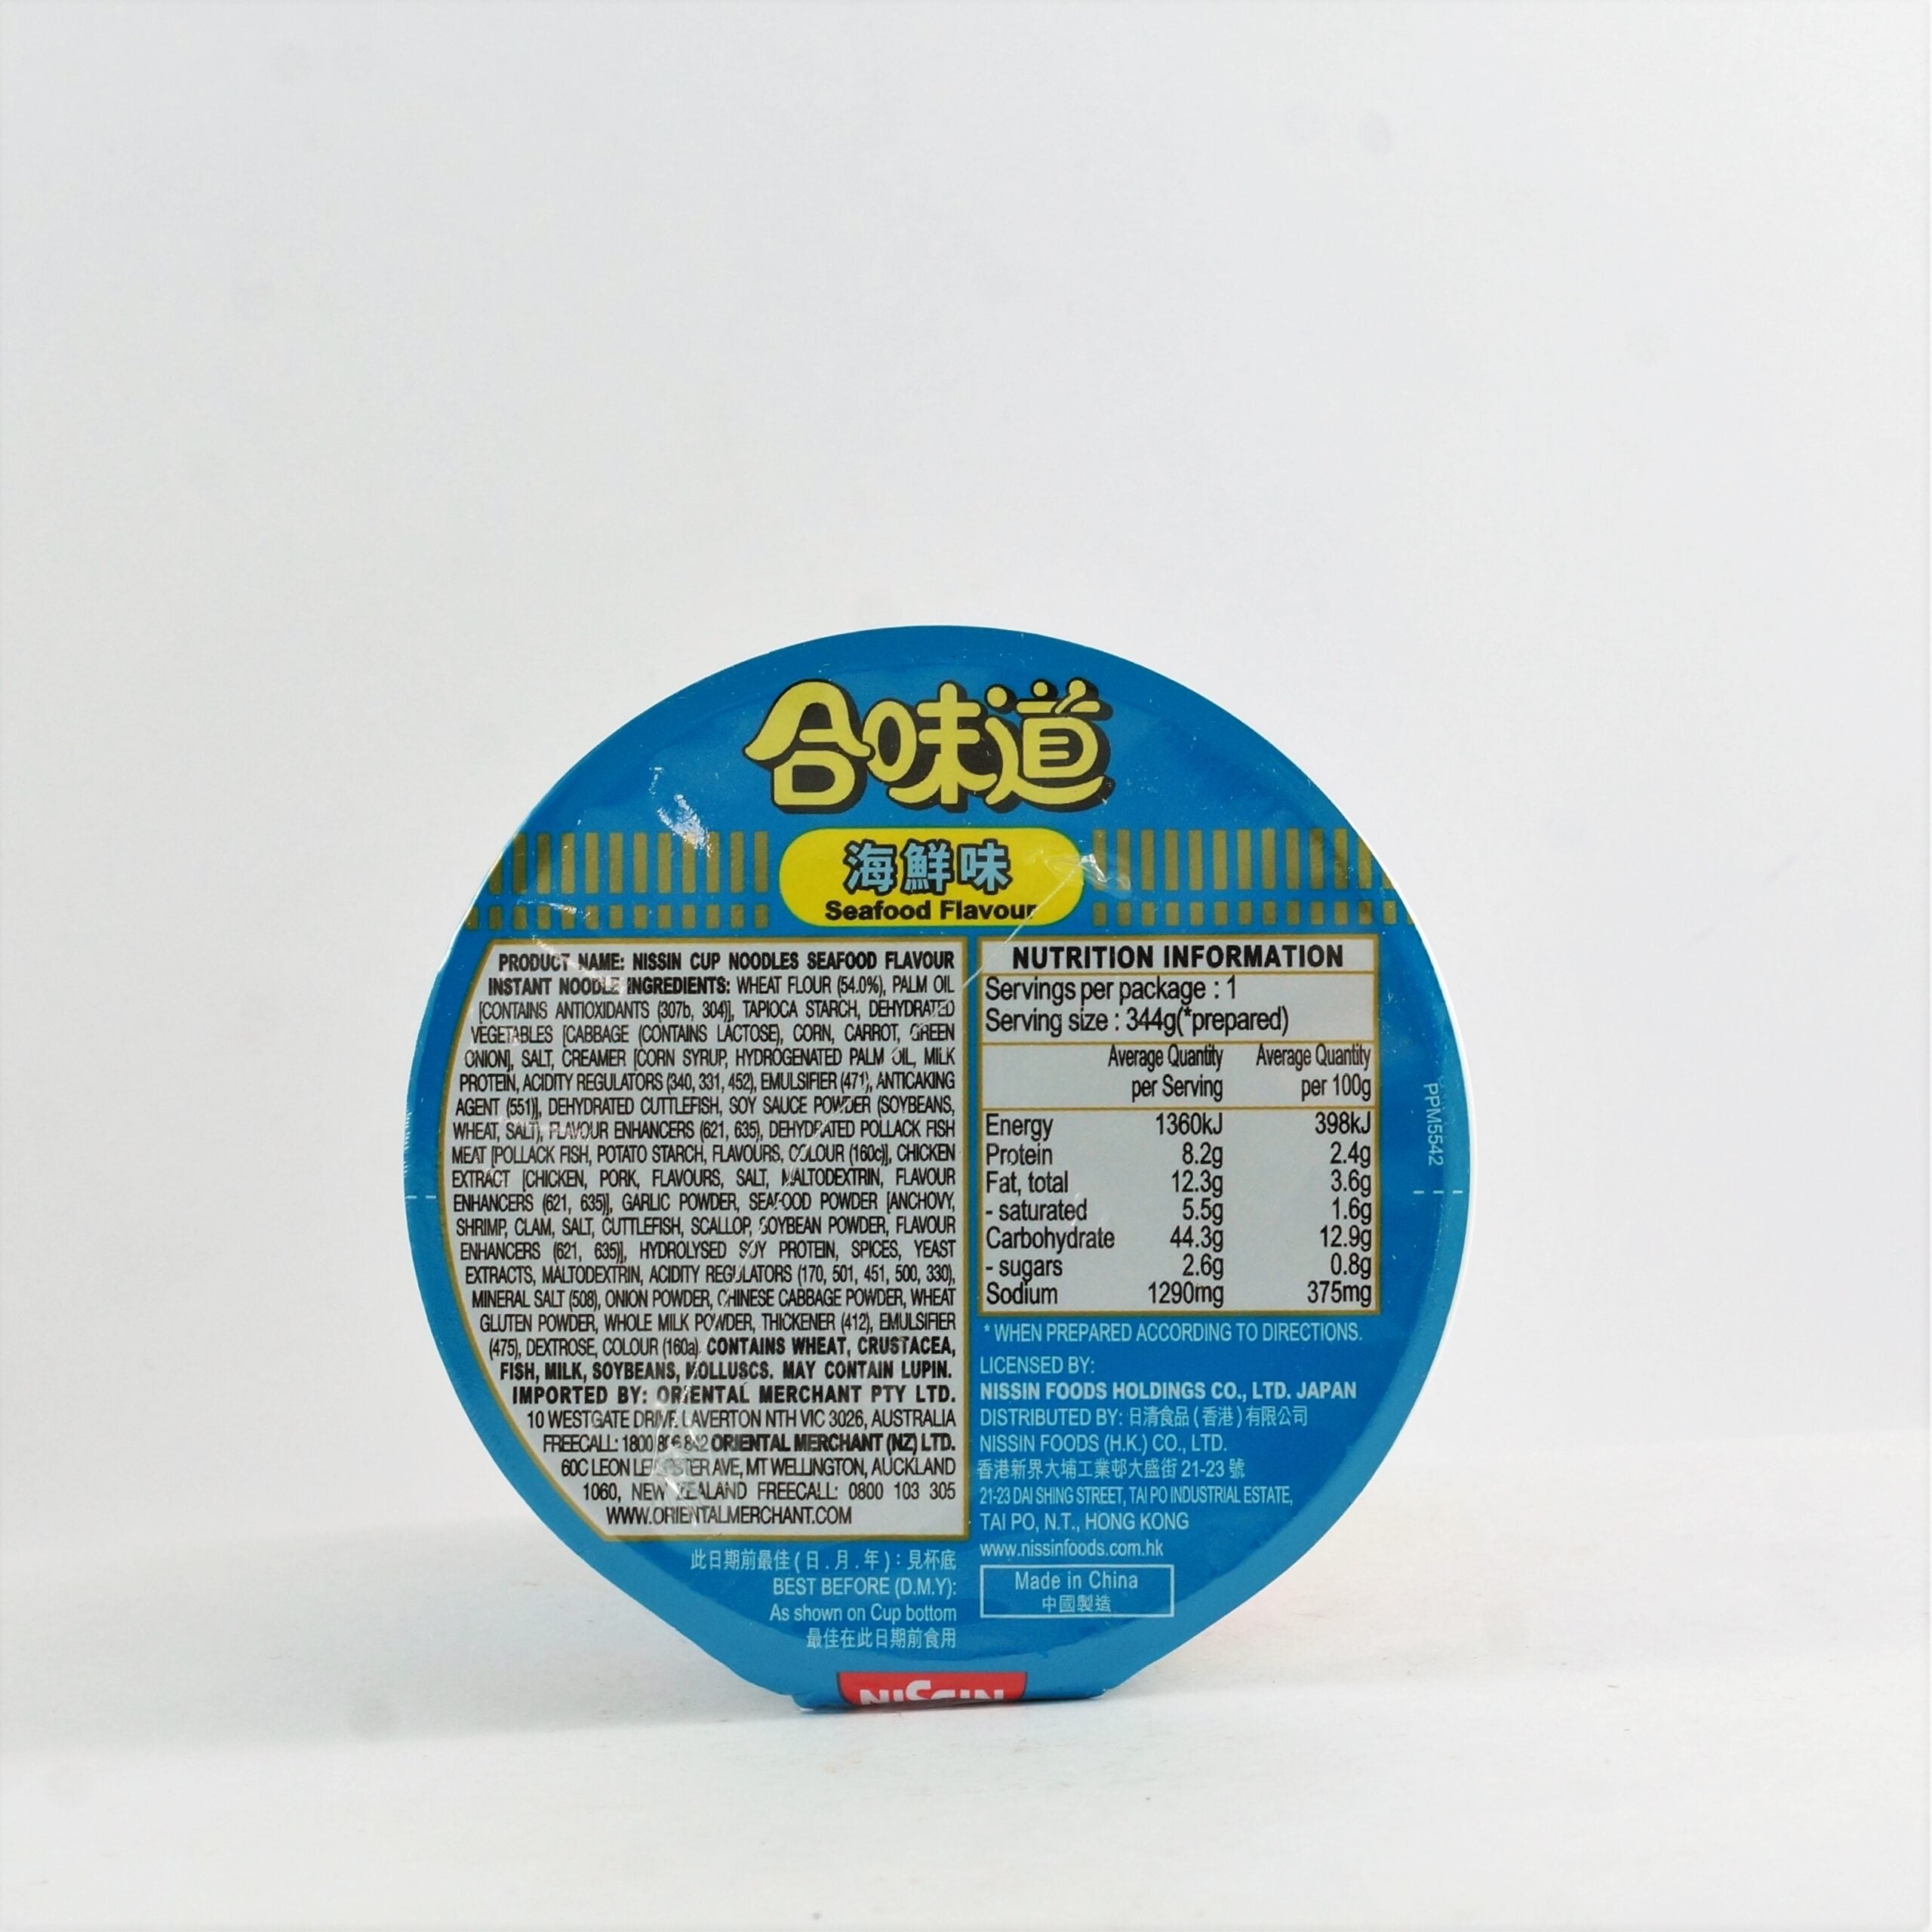 合味道
海鮮味
Seafood Flavour
PRODUCT NAME: NISSIN CUP NOODLES SEAFOOD FLAVOUR
INSTANT NOODLE INGREDIENTS: WHEAT FLOUR (54.0%), PALM OIL
[CONTAINS ANTIOXIDANTS (307b, 304)], TAPIOCA STARCH, DEHYDRATED
VEGETABLES [CABBAGE (CONTAINS LACTOSE), CORN, CARROT, GREEN
ONION], SALT, CREAMER [CORN SYRUP, HYDROGENATED PALM OIL, MILK
PROTEIN, ACIDITY REGULATORS (340, 331, 452), EMULSIFIER (471), ANTICAKING
AGENT (551)], DEHYDRATED CUTTLEFISH, SOY SAUCE POWDER (SOYBEANS,
WHEAT, SALT), FLAVOUR ENHANCERS (621, 635), DEHYDRATED POLLACK FISH
MEAT [POLLACK FISH, POTATO STARCH, FLAVOURS, COLOUR (160c)], CHICKEN
EXTRACT [CHICKEN, PORK, FLAVOURS, SALT, MALTODEXTRIN, FLAVOUR
ENHANCERS (621, 635)], GARLIC POWDER, SEAFOOD POWDER [ANCHOVY,
SHRIMP, CLAM, SALT, CUTTLEFISH, SCALLOP, SOYBEAN POWDER, FLAVOUR
ENHANCERS (621, 635)], HYDROLYSED SOY PROTEIN, SPICES, YEAST
EXTRACTS, MALTODEXTRIN, ACIDITY REGULATORS (170, 501, 451, 500, 330),
MINERAL SALT (508), ONION POWDER, CHINESE CABBAGE POWDER, WHEAT
GLUTEN POWDER, WHOLE MILK POWDER, THICKENER (412), EMULSIFIER
(475), DEXTROSE, COLOUR (160a). CONTAINS WHEAT, CRUSTACEA,
FISH, MILK, SOYBEANS, MOLLUSCS. MAY CONTAIN LUPIN.
IMPORTED BY: ORIENTAL MERCHANT PTY LTD.
10 WESTGATE DRIVE LAVERTON NTH VIC 3026, AUSTRALIA
FREECALL: 1800 ORIENTAL MERCHANT (NZ) LTD.
60C LEON AVE, MT WELLINGTON, AUCKLAND
1060, NEW ZEALAND FREECALL: 0800 103 305
WWW.ORIENTALMERCHANT.COM
此日期前最佳 ( 日 . 月 . 年 ) : 見杯底
BEST BEFORE (D.M.Y):
As shown on Cup bottom
最佳在此日期前食用
NUTRITION INFORMATION
Servings per package : 1
Serving size : 344g(*prepared)
Average Quantity Average Quantity
per Serving per 100g
Energy 1360kJ 398kJ
Protein 8.2g 2.4g
Fat, total 12.3g 3.6g
- saturated 5.5g 1.6g
Carbohydrate 44.3g 12.9g
- sugars 2.6g 0.8g
Sodium 1290mg 375mg
* WHEN PREPARED ACCORDING TO DIRECTIONS.
LICENSED BY:
NISSIN FOODS HOLDINGS CO., LTD. JAPAN
DISTRIBUTED BY: 日清食品 ( 香港 ) 有限公司
NISSIN FOODS (H.K.) CO., LTD.
香港新界大埔工業邨大盛街 21-23 號
21-23 DAI SHING STREET, TAI PO INDUSTRIAL ESTATE,
TAI PO, N.T., HONG KONG
www.nissinfoods.com.hk
Made in China
中國製造
PPM5542
NISSIN